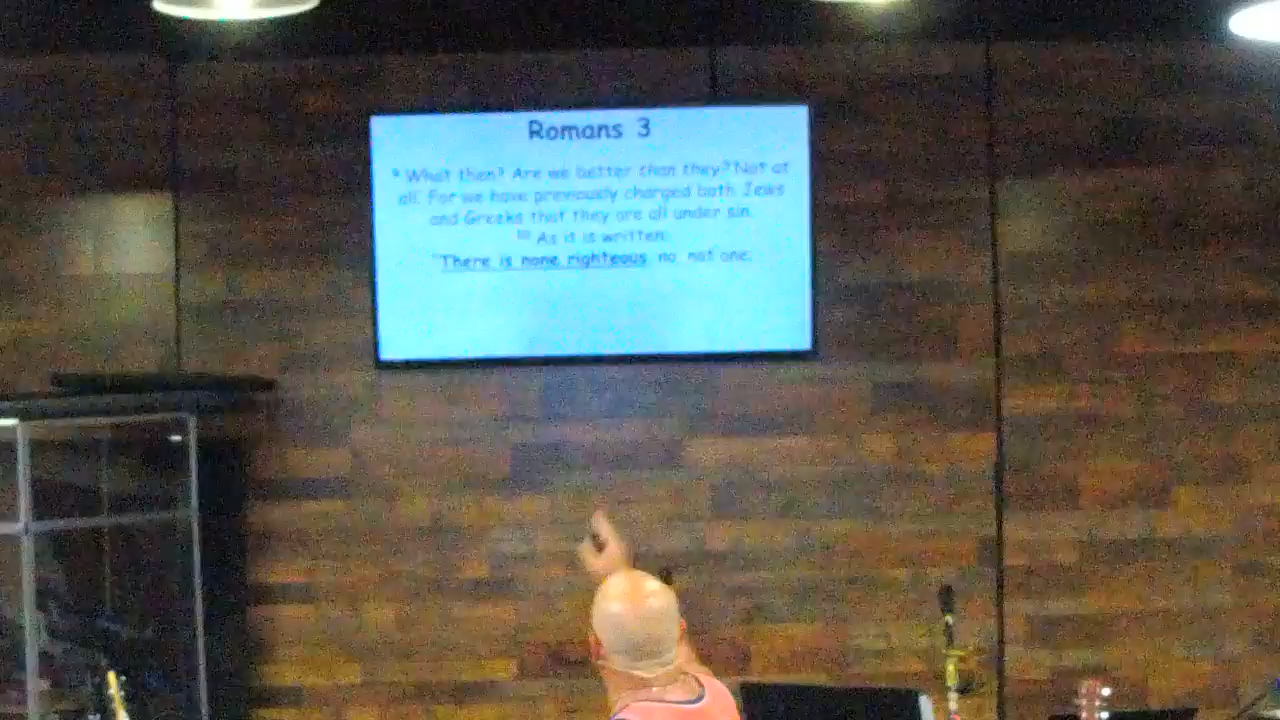 Romans 3
9 What then? Are we better than they? Not at
all. For we have previously charged both Jews
and Greeks that they are all under sin.
10 As it is written:
"There is none righteous, no, not one;